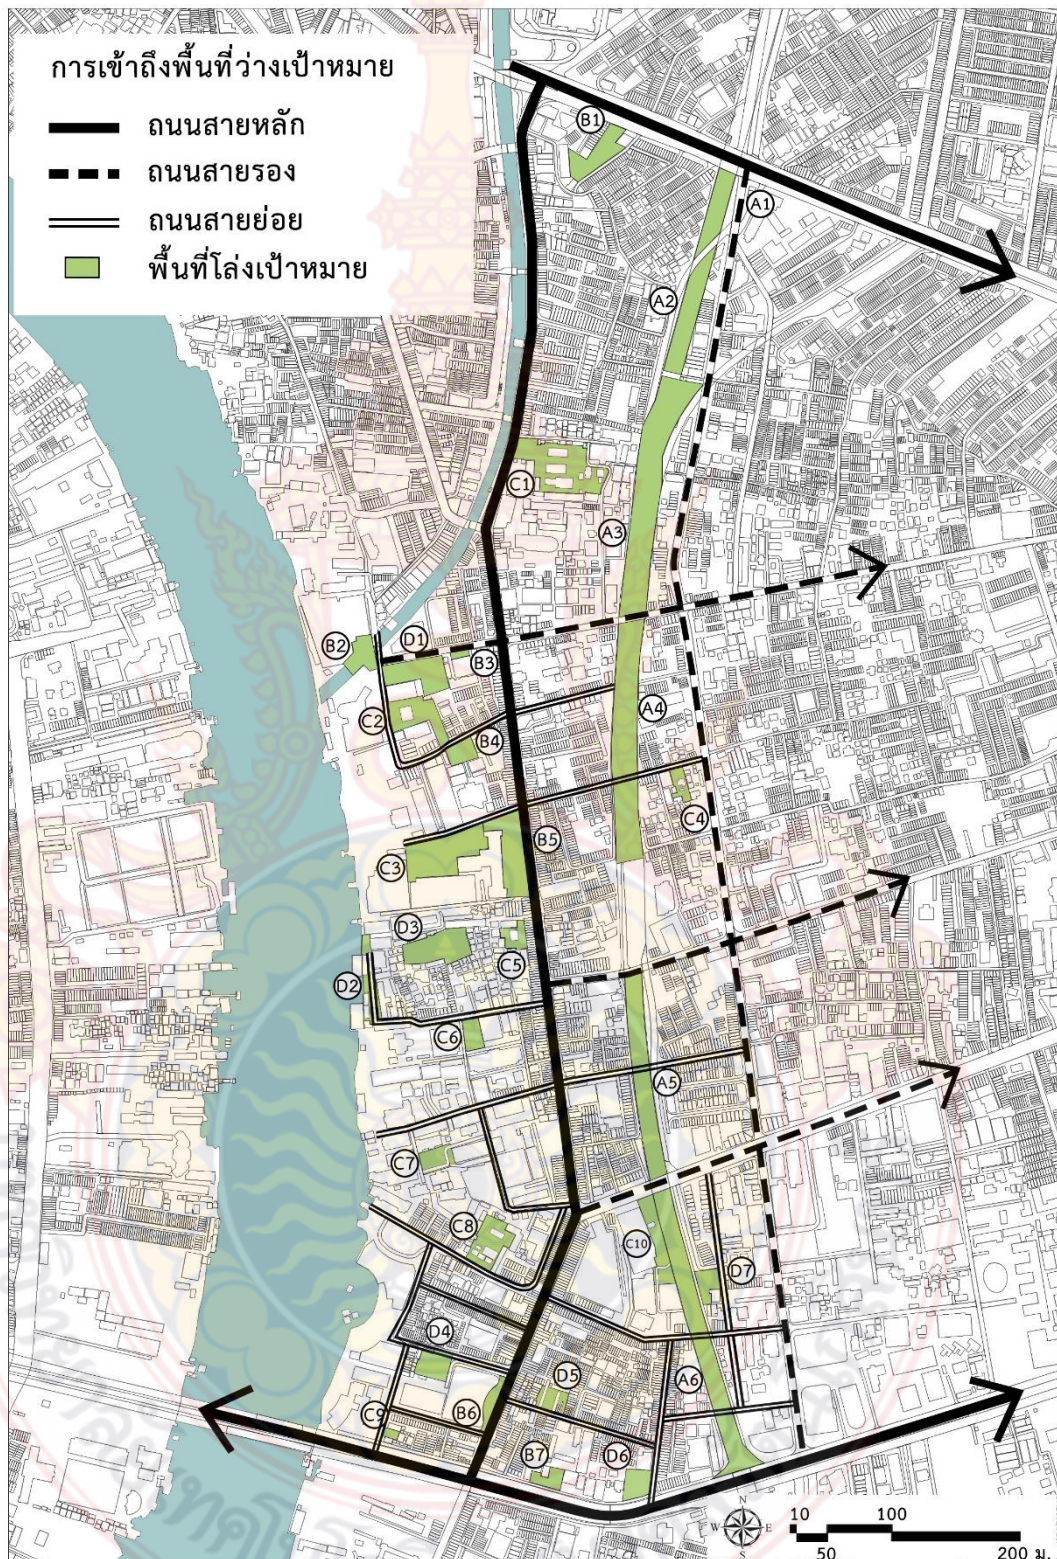 การเข้าถึงพื้นที่ว่างเป้าหมาย
ถนนสายหลัก
ถนนสายรอง
ถนนสายย่อย
พื้นที่โล่งเป้าหมาย
B1
A1
A2
C1
A3
B2
D1
B3
C2
B4
A4
C3
B5
C4
D3
C5
D2
C6
A5
C7
C8
C10
D7
D4
D5
A6
C9
B6
B7
D6
N
W E
S
10 100
50 200 ม.